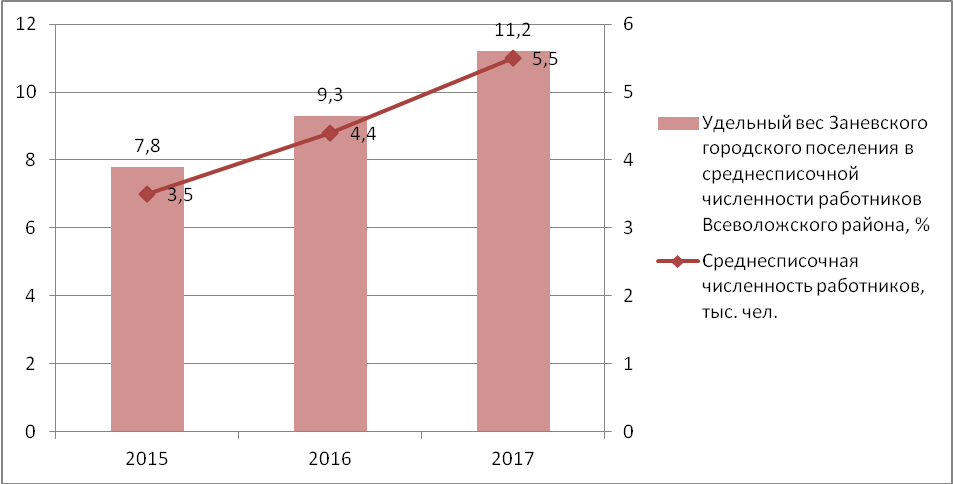 12
10
8
6
4
2
0
7,8
9,3
11,2
3,5
4,4
5,5
6
5
4
3
2
1
0
2015
2016
2017
Удельный вес Заневского
городского поселения в
среднесписочной
численности работников
Всеволожского района, %
Среднесписочная
численность работников,
тыс. чел.